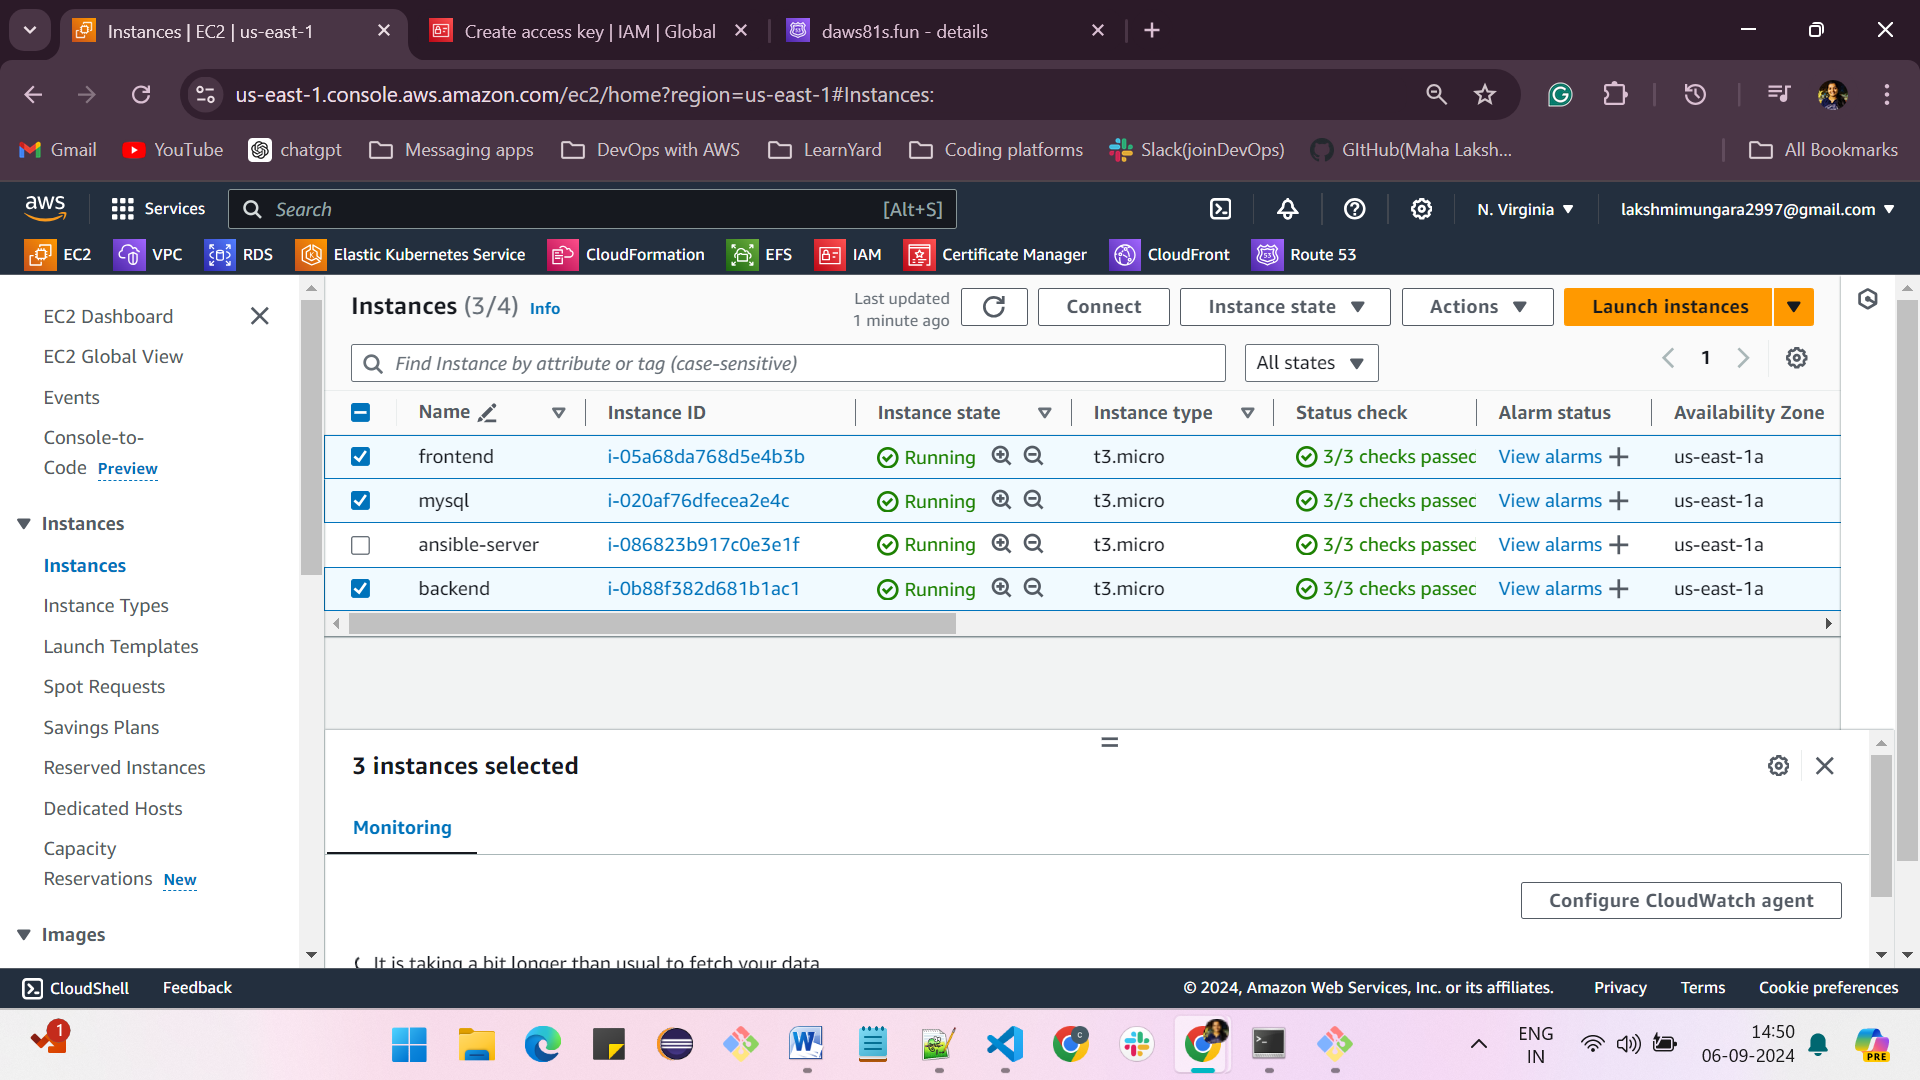 Instances | EC2 | us-east-1
Create access key | IAM | Global
daws81s.fun - details
us-east-1.console.aws.amazon.com/ec2/home?region=us-east-1#Instances:
Gmail
YouTube
chatgpt
Messaging apps
DevOps with AWS
LearnYard
Coding platforms
Slack(joinDevOps)
GItHub(Maha Laksh...
All Bookmarks
aws
Services
Search
[Alt+S]
N. Virginia
lakshmimungara2997@gmail.com
EC2
VPC
RDS
Elastic Kubernetes Service
CloudFormation
EFS
IAM
Certificate Manager
CloudFront
Route 53
EC2 Dashboard
EC2 Global View
Events
Console-to-
Code Preview
Instances
Instances
Instance Types
Launch Templates
Spot Requests
Savings Plans
Reserved Instances
Dedicated Hosts
Capacity
Reservations New
Images
Instances (3/4) Info
Last updated
1 minute ago
Connect
Instance state
Actions
Launch instances
Find Instance by attribute or tag (case-sensitive)
All states
1
Name Instance ID Instance state Instance type Status check Alarm status Availability Zone
frontend i-05a68da768d5e4b3b Running t3.micro 3/3 checks passed View alarms us-east-1a
mysql i-020af76dfecea2e4c Running t3.micro 3/3 checks passed View alarms us-east-1a
ansible-server i-086823b917c0e3e1f Running t3.micro 3/3 checks passed View alarms us-east-1a
backend i-0b88f382d681b1ac1 Running t3.micro 3/3 checks passed View alarms us-east-1a
3 instances selected
Monitoring
Configure CloudWatch agent
It is taking a bit longer than usual to fetch your data
CloudShell
Feedback
© 2024, Amazon Web Services, Inc. or its affiliates.
Privacy
Terms
Cookie preferences
1
ENG
IN
14:50
06-09-2024
PRE